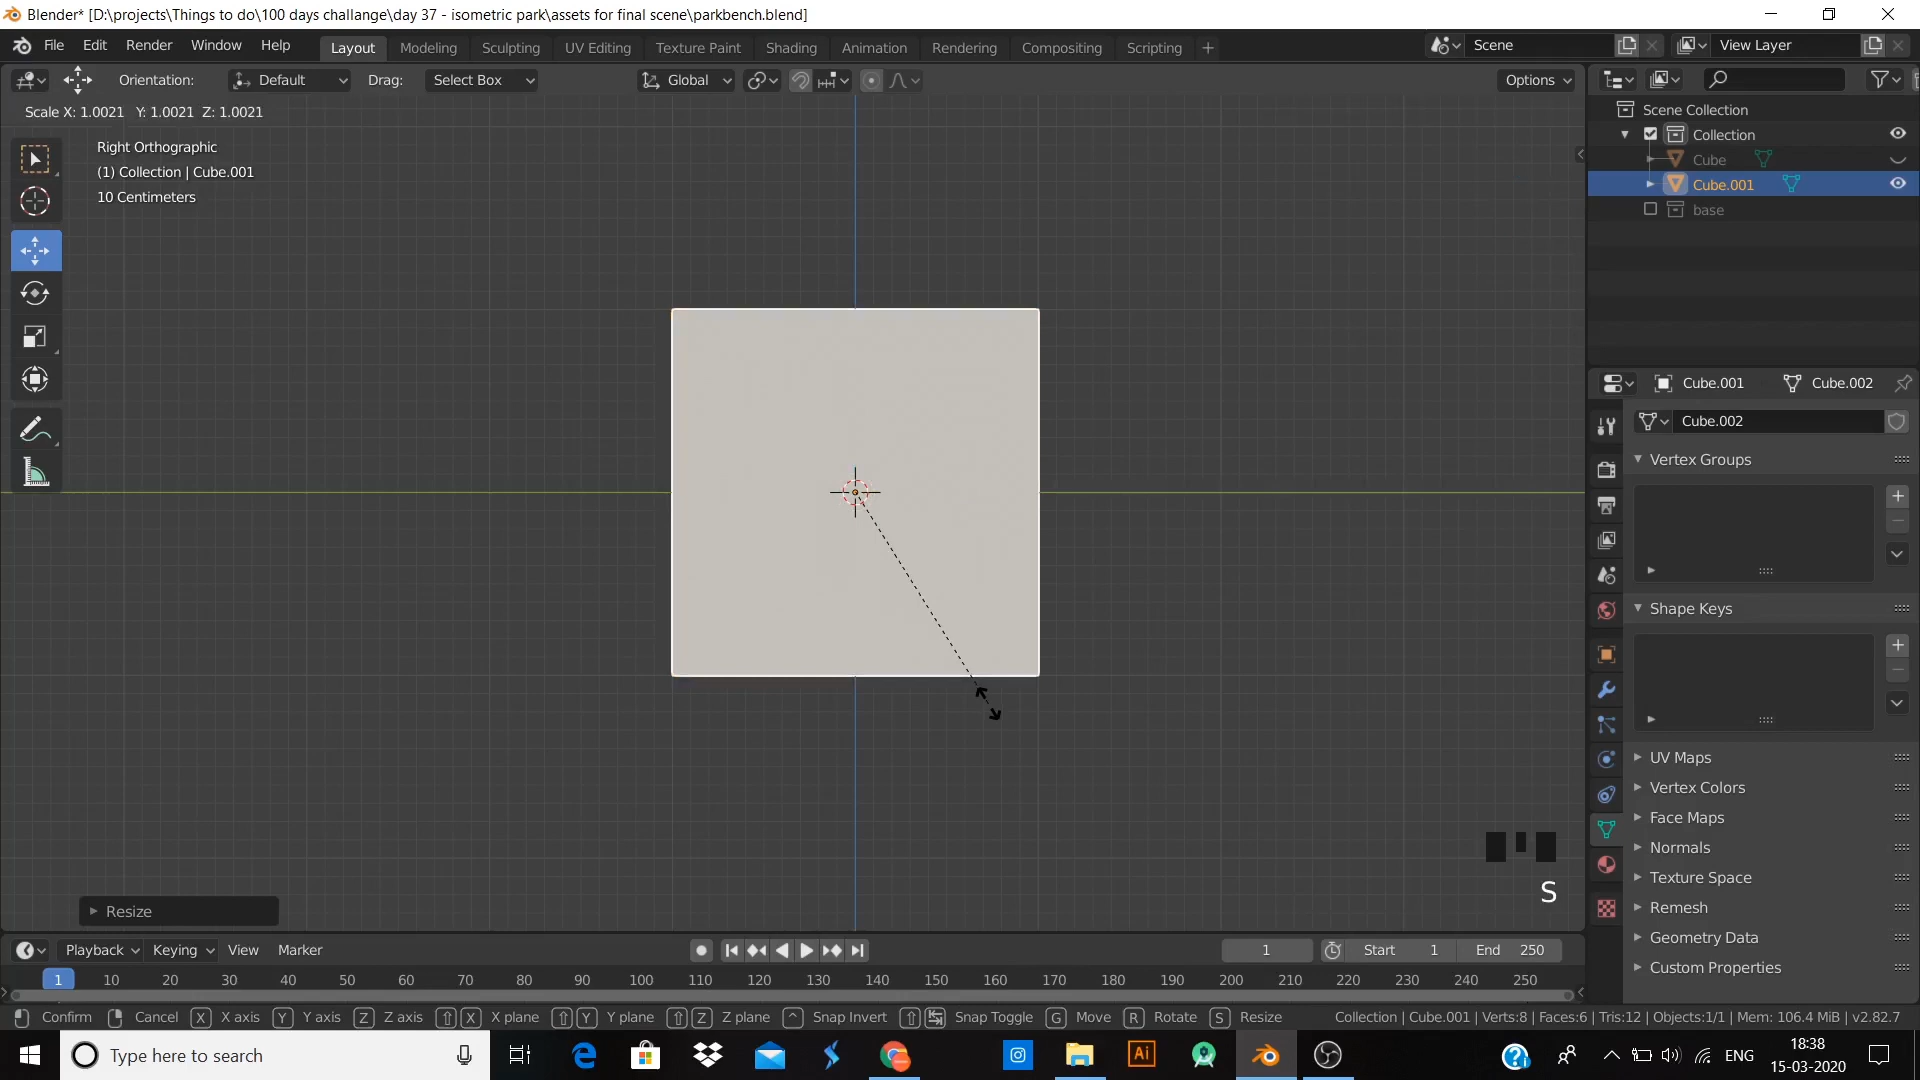 Blender* [D:\projects\Things to do\100 days challange\day 37 - isometric park\assets for final scene\parkbench.blend]
File Edit Render Window Help Layout Modeling Sculpting UV Editing Texture Paint Shading Animation Rendering Compositing Scripting + Scene View Layer
Orientation: Default Drag: Select Box Global Options
Scale X: 1.0021 Y: 1.0021 Z: 1.0021
Right Orthographic
(1) Collection | Cube.001
10 Centimeters
Scene Collection
Collection
Cube
Cube.001
base
Cube.001 Cube.002
Cube.002
Vertex Groups
Shape Keys
UV Maps
Vertex Colors
Face Maps
Normals
Texture Space
Remesh
Geometry Data
Custom Properties
S
Resize
Playback Keying View Marker 1 Start 1 End 250
1 10 20 30 40 50 60 70 80 90 100 110 120 130 140 150 160 170 180 190 200 210 220 230 240 250
Confirm Cancel X X axis Y Y axis Z Z axis X X plane Y Y plane Z Z plane ^ Snap Invert Snap Toggle G Move R Rotate S Resize Collection | Cube.001 | Verts:8 | Faces:6 | Tris:12 | Objects:1/1 | Mem: 106.4 MiB | v2.82.7
Type here to search Ai ENG 18:38
15-03-2020